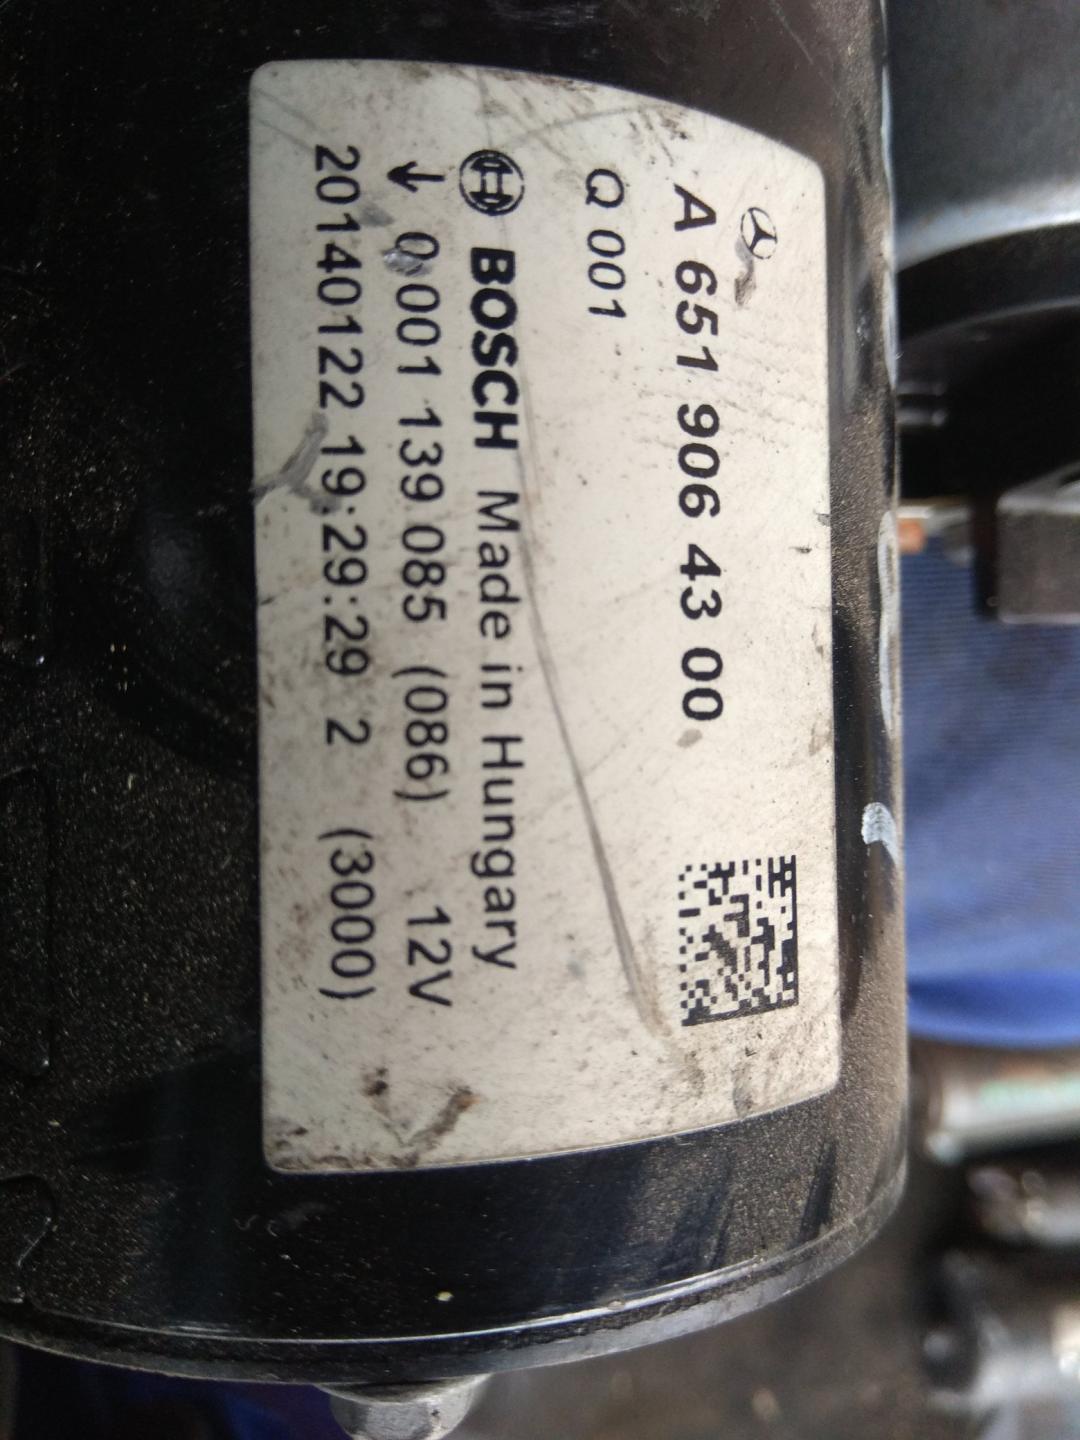 A 651 906 43 00
Q 001
BOSCH Made in Hungary
↓ 0 001 139 085 (086) 12V
20140122 19:29:29 2 (3000)